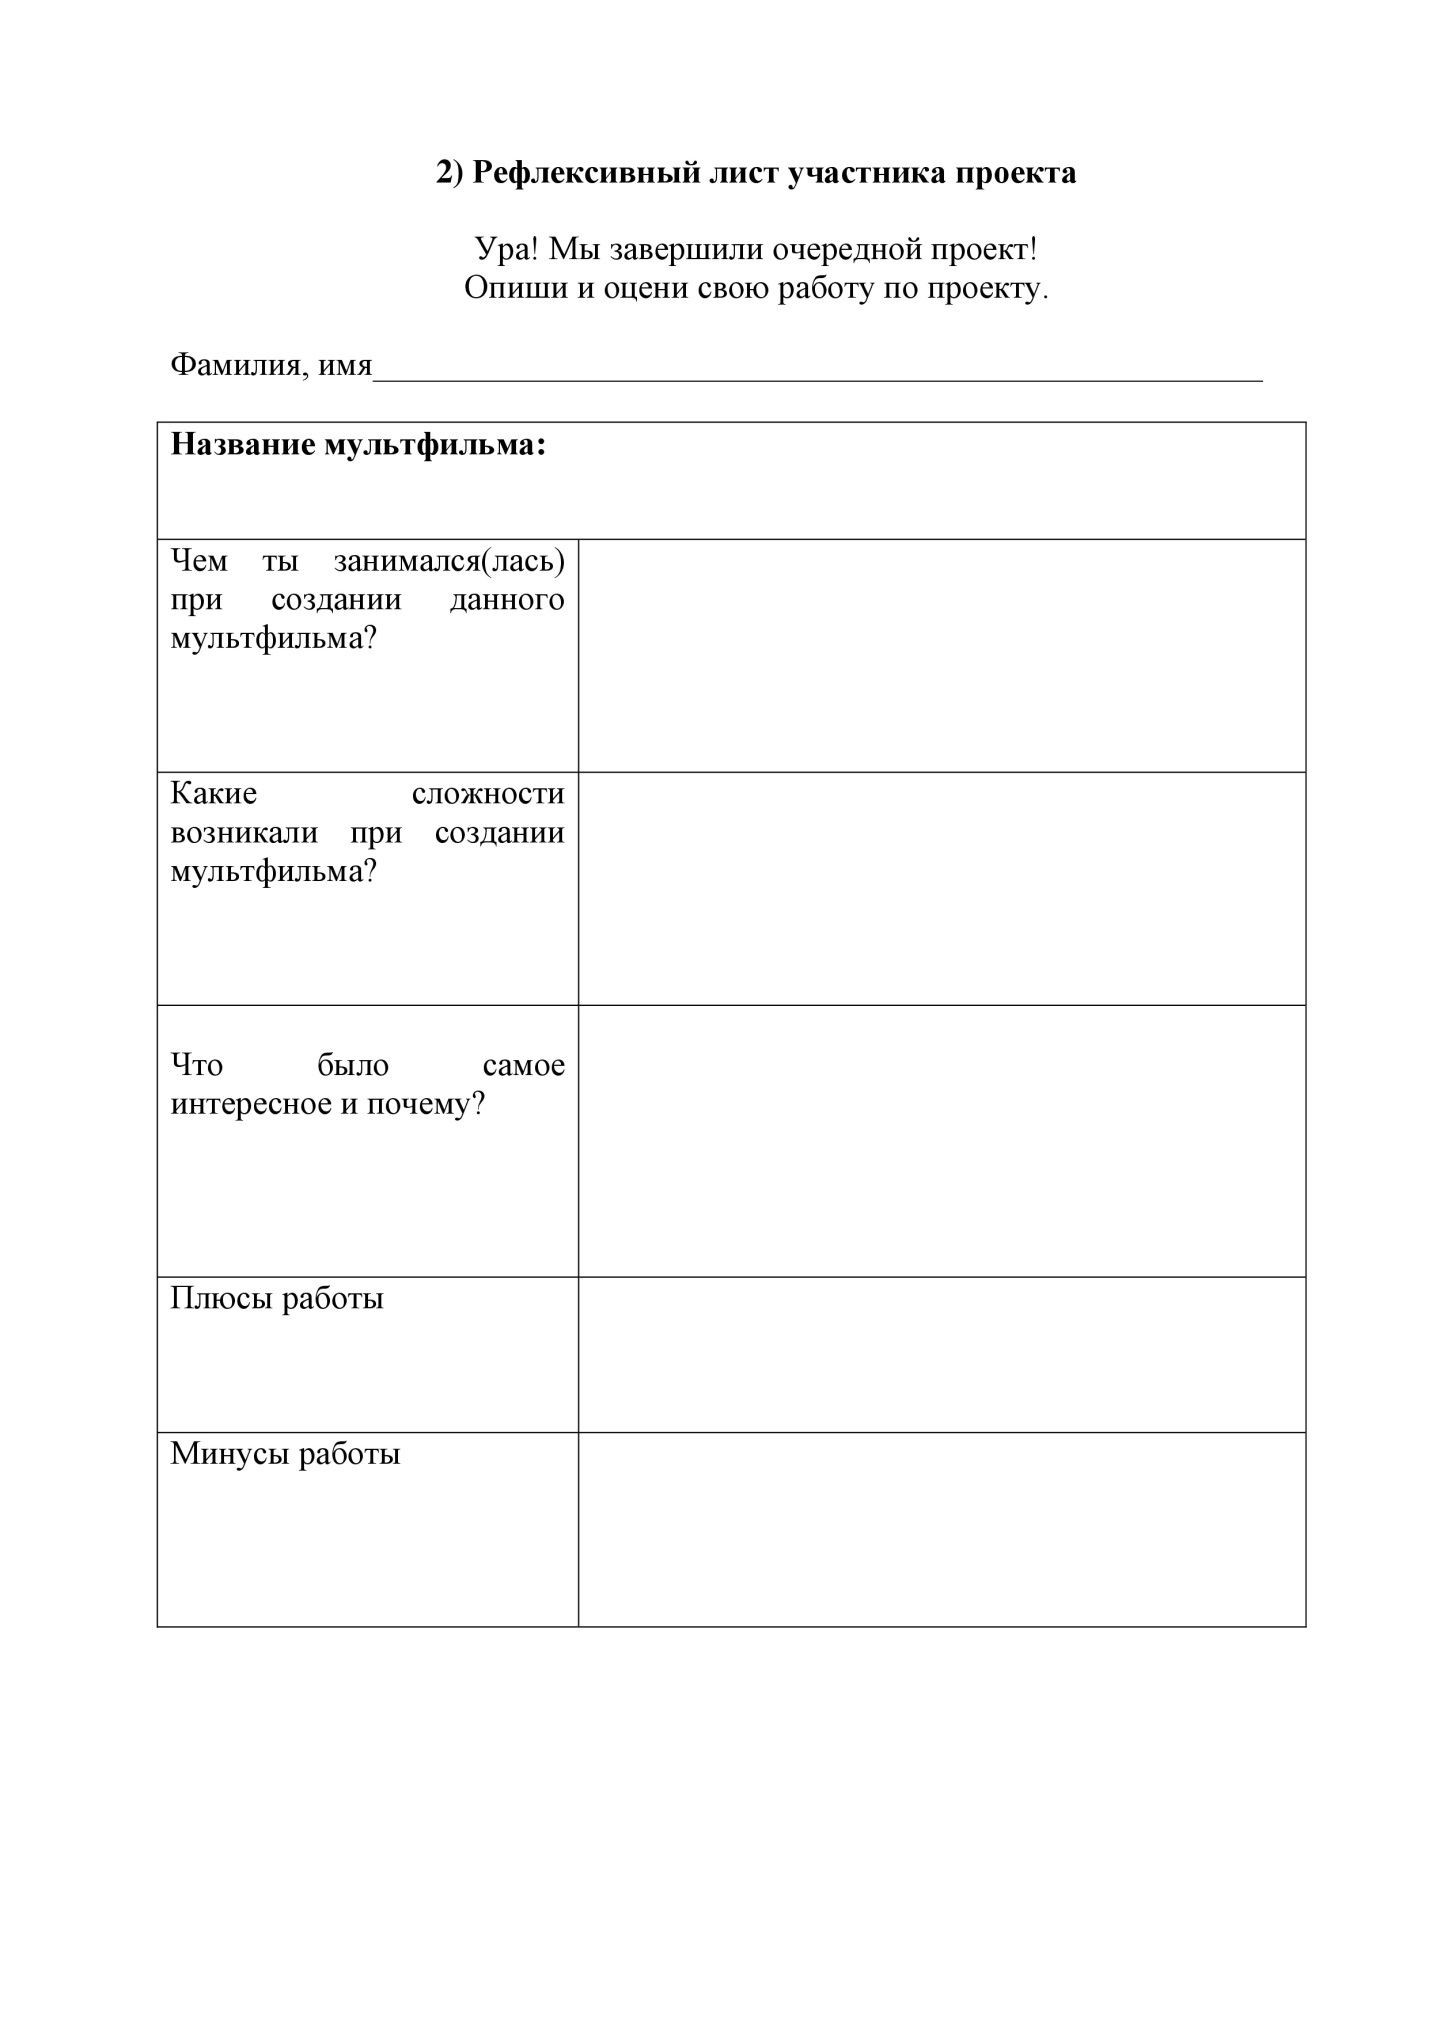 2) Рефлексивный лист участника проекта
Ура! Мы завершили очередной проект!
Опиши и оцени свою работу по проекту.
Фамилия, имя
Название мультфильма:
Чем ты занимался(лась)
при создании данного
мультфильма?
Какие сложности
возникали при создании
мультфильма?
Что было самое
интересное и почему?
Плюсы работы
Минусы работы